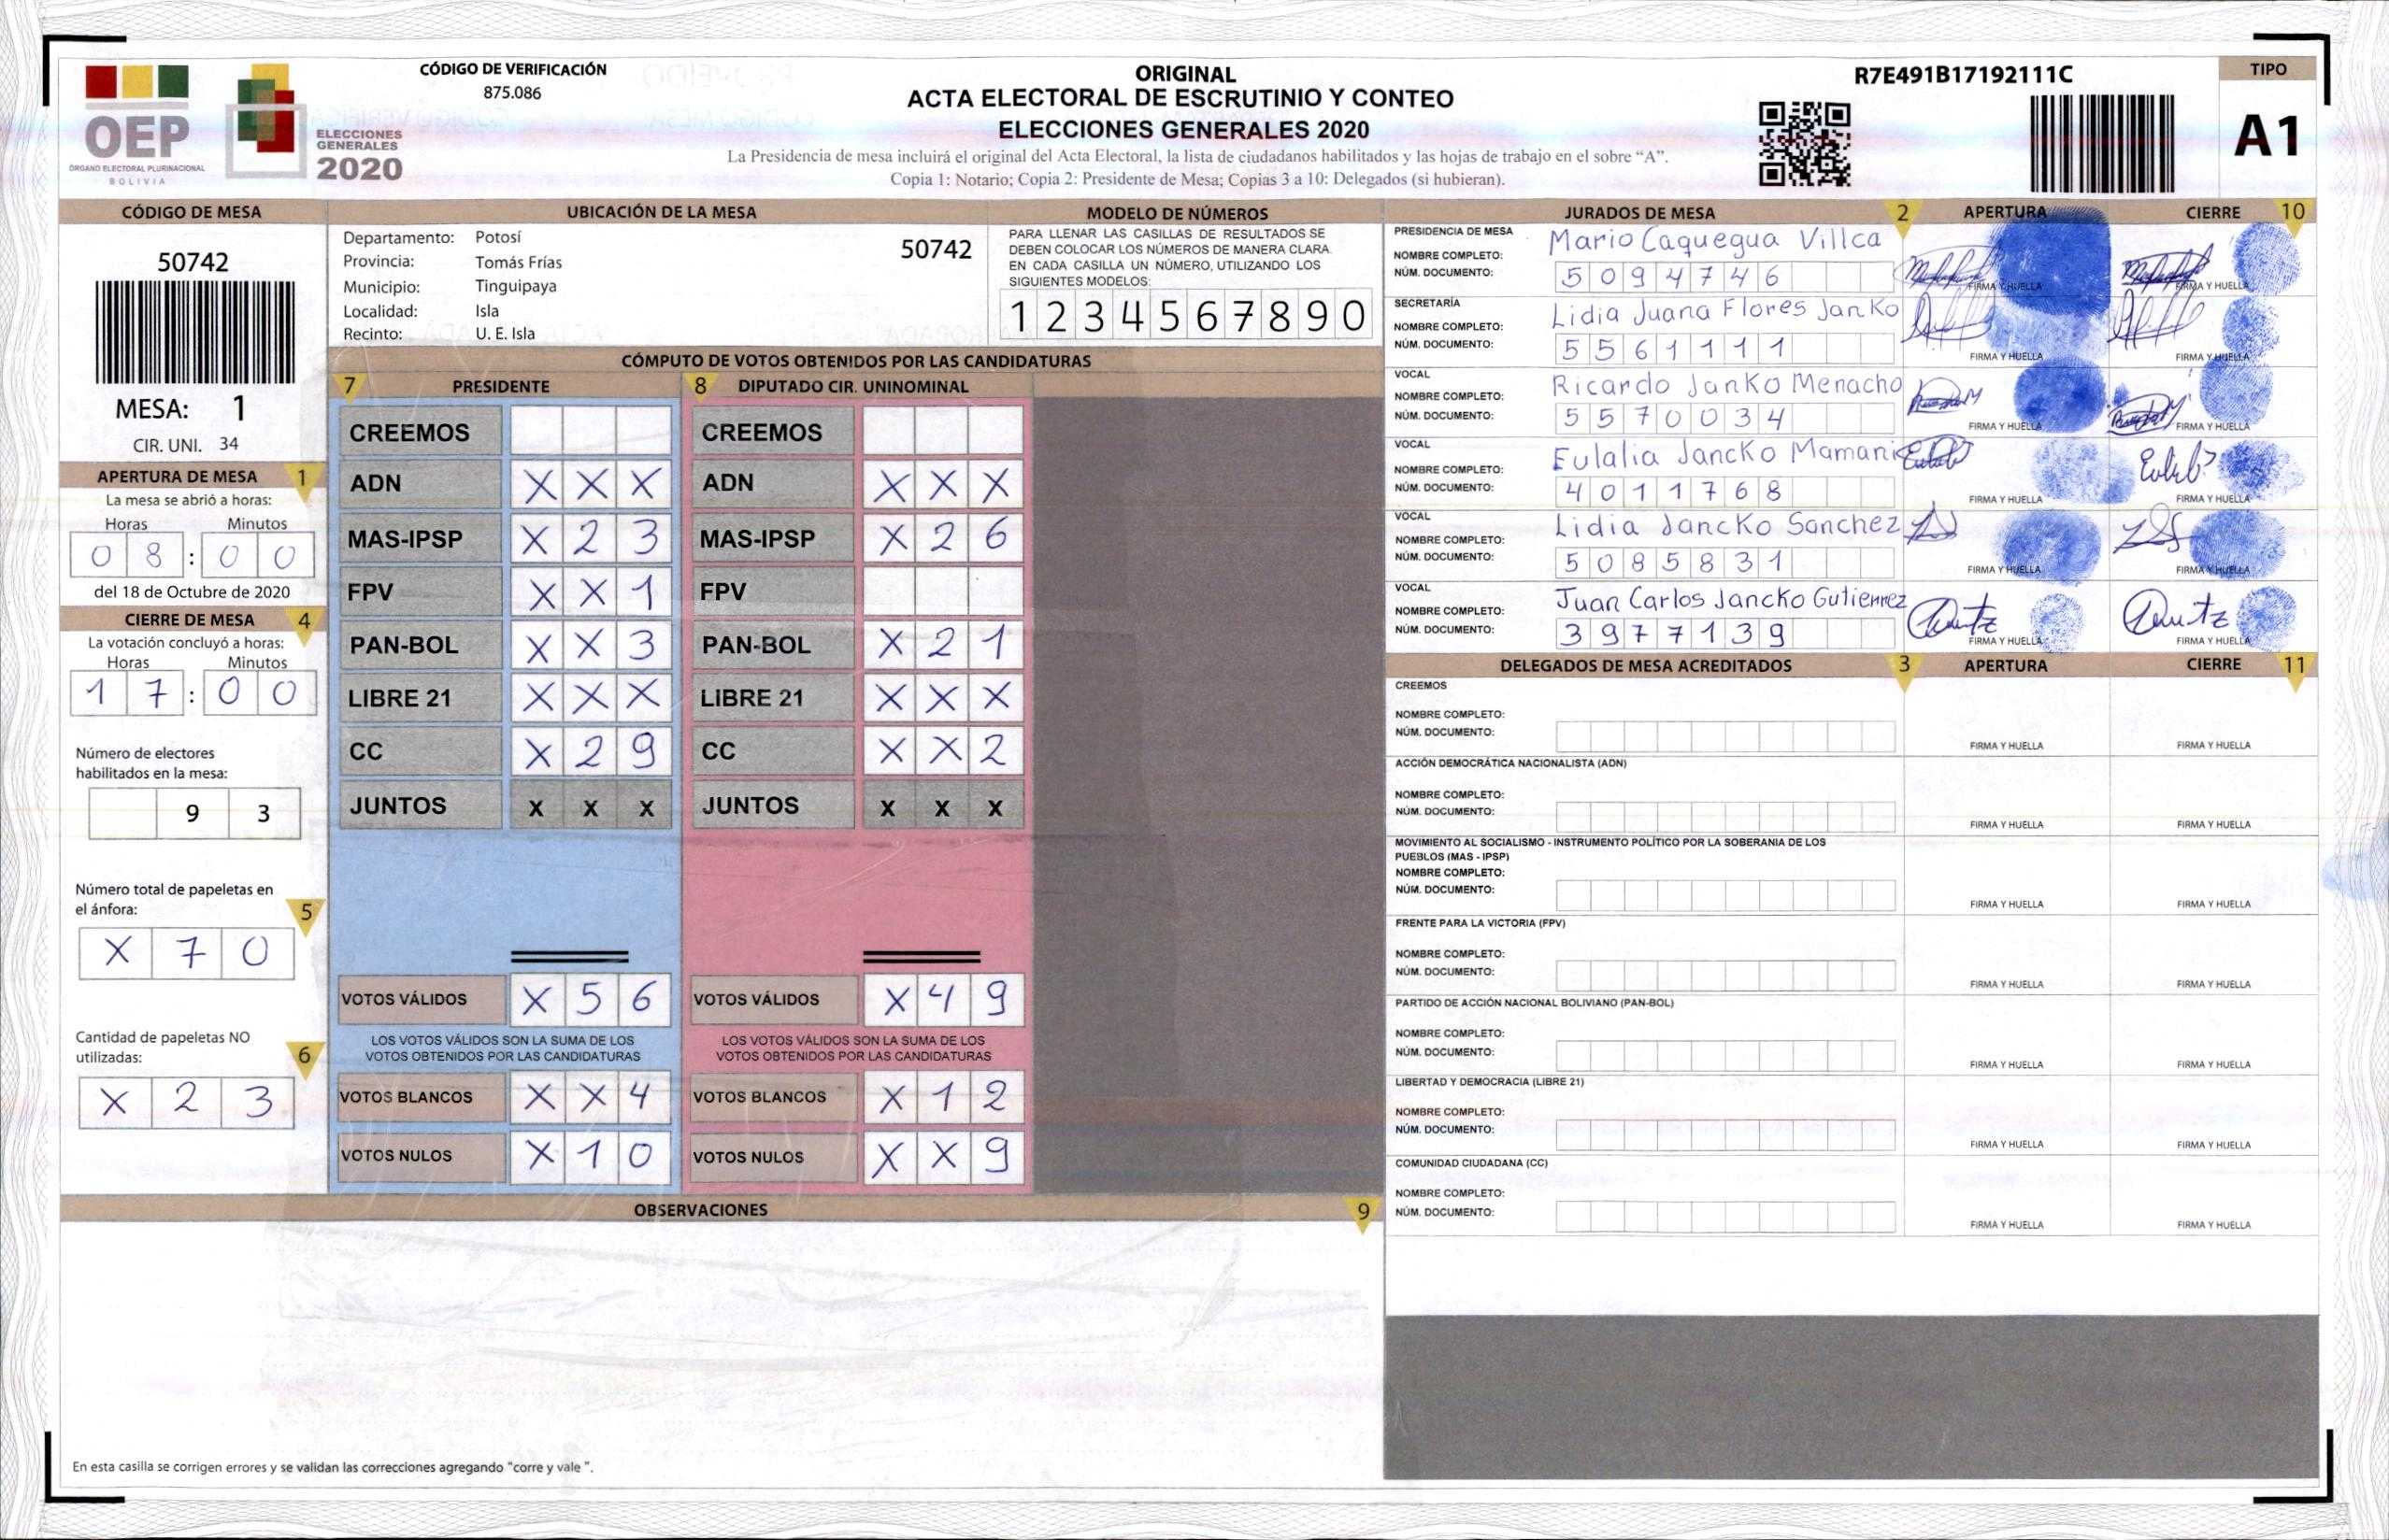 CÓDIGO DE VERIFICACIÓN
875.086
OEP
ÓRGANO ELECTORAL PLURINACIONAL
BOLIVIA
ELECCIONES
GENERALES
2020
ORIGINAL
ACTA ELECTORAL DE ESCRUTINIO Y CONTEO
ELECCIONES GENERALES 2020
La Presidencia de mesa incluirá el original del Acta Electoral, la lista de ciudadanos habilitados y las hojas de trabajo en el sobre “A”.
Copia 1: Notario; Copia 2: Presidente de Mesa; Copias 3 a 10: Delegados (si hubieran).
R7E491B17192111C
TIPO
A1
CÓDIGO DE MESA
50742
MESA: 1
CIR. UNI. 34
APERTURA DE MESA 1
La mesa se abrió a horas:
Horas Minutos
0 8 : 0 0
del 18 de Octubre de 2020
CIERRE DE MESA 4
La votación concluyó a horas:
Horas Minutos
1 7 : 0 0
Número de electores
habilitados en la mesa:
9 3
Número total de papeletas en
el ánfora: 5
X 7 0
Cantidad de papeletas NO
utilizadas: 6
X 2 3
UBICACIÓN DE LA MESA
Departamento: Potosí 50742
Provincia: Tomás Frías
Municipio: Tinguipaya
Localidad: Isla
Recinto: U. E. Isla
MODELO DE NÚMEROS
PARA LLENAR LAS CASILLAS DE RESULTADOS SE
DEBEN COLOCAR LOS NÚMEROS DE MANERA CLARA.
EN CADA CASILLA UN NÚMERO, UTILIZANDO LOS
SIGUIENTES MODELOS:
1 2 3 4 5 6 7 8 9 0
CÓMPUTO DE VOTOS OBTENIDOS POR LAS CANDIDATURAS
7 PRESIDENTE 8 DIPUTADO CIR. UNINOMINAL
CREEMOS CREEMOS
ADN X X X ADN X X X
MAS-IPSP X 2 3 MAS-IPSP X 2 6
FPV X X 1 FPV
PAN-BOL X X 3 PAN-BOL X 2 1
LIBRE 21 X X X LIBRE 21 X X X
CC X 2 9 CC X X 2
JUNTOS X X X JUNTOS X X X
VOTOS VÁLIDOS X 5 6 VOTOS VÁLIDOS X 4 9
LOS VOTOS VÁLIDOS SON LA SUMA DE LOS LOS VOTOS VÁLIDOS SON LA SUMA DE LOS
VOTOS OBTENIDOS POR LAS CANDIDATURAS VOTOS OBTENIDOS POR LAS CANDIDATURAS
VOTOS BLANCOS X X 4 VOTOS BLANCOS X 1 2
VOTOS NULOS X 1 0 VOTOS NULOS X X 9
OBSERVACIONES 9
En esta casilla se corrigen errores y se validan las correcciones agregando “corre y vale ”.
JURADOS DE MESA 2 APERTURA CIERRE 10
PRESIDENCIA DE MESA
NOMBRE COMPLETO: Mario Caquegua Villca
NÚM. DOCUMENTO: 5 0 9 4 7 4 6
FIRMA Y HUELLA FIRMA Y HUELLA
SECRETARÍA
NOMBRE COMPLETO: Lidia Juana Flores Janko
NÚM. DOCUMENTO: 5 5 6 1 1 1 1
FIRMA Y HUELLA FIRMA Y HUELLA
VOCAL
NOMBRE COMPLETO: Ricardo Janko Menacho
NÚM. DOCUMENTO: 5 5 7 0 0 3 4
FIRMA Y HUELLA FIRMA Y HUELLA
VOCAL
NOMBRE COMPLETO: Eulalia Jancko Mamani
NÚM. DOCUMENTO: 4 0 1 1 7 6 8
FIRMA Y HUELLA FIRMA Y HUELLA
VOCAL
NOMBRE COMPLETO: Lidia Jancko Sanchez
NÚM. DOCUMENTO: 5 0 8 5 8 3 1
FIRMA Y HUELLA FIRMA Y HUELLA
VOCAL
NOMBRE COMPLETO: Juan Carlos Jancko Gutierrez
NÚM. DOCUMENTO: 3 9 7 7 1 3 9
FIRMA Y HUELLA FIRMA Y HUELLA
DELEGADOS DE MESA ACREDITADOS 3 APERTURA CIERRE 11
CREEMOS
NOMBRE COMPLETO:
NÚM. DOCUMENTO:
FIRMA Y HUELLA FIRMA Y HUELLA
ACCIÓN DEMOCRÁTICA NACIONALISTA (ADN)
NOMBRE COMPLETO:
NÚM. DOCUMENTO:
FIRMA Y HUELLA FIRMA Y HUELLA
MOVIMIENTO AL SOCIALISMO - INSTRUMENTO POLÍTICO POR LA SOBERANIA DE LOS
PUEBLOS (MAS - IPSP)
NOMBRE COMPLETO:
NÚM. DOCUMENTO:
FIRMA Y HUELLA FIRMA Y HUELLA
FRENTE PARA LA VICTORIA (FPV)
NOMBRE COMPLETO:
NÚM. DOCUMENTO:
FIRMA Y HUELLA FIRMA Y HUELLA
PARTIDO DE ACCIÓN NACIONAL BOLIVIANO (PAN-BOL)
NOMBRE COMPLETO:
NÚM. DOCUMENTO:
FIRMA Y HUELLA FIRMA Y HUELLA
LIBERTAD Y DEMOCRACIA (LIBRE 21)
NOMBRE COMPLETO:
NÚM. DOCUMENTO:
FIRMA Y HUELLA FIRMA Y HUELLA
COMUNIDAD CIUDADANA (CC)
NOMBRE COMPLETO:
NÚM. DOCUMENTO:
FIRMA Y HUELLA FIRMA Y HUELLA